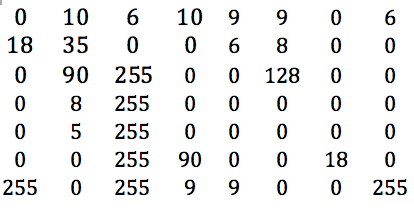 0 10 6 10 9 9 0 6
18 35 0 0 6 8 0 0
0 90 255 0 0 128 0 0
0 8 255 0 0 0 0 0
0 5 255 0 0 0 0 0
0 0 255 90 0 0 18 0
255 0 255 9 9 0 0 255